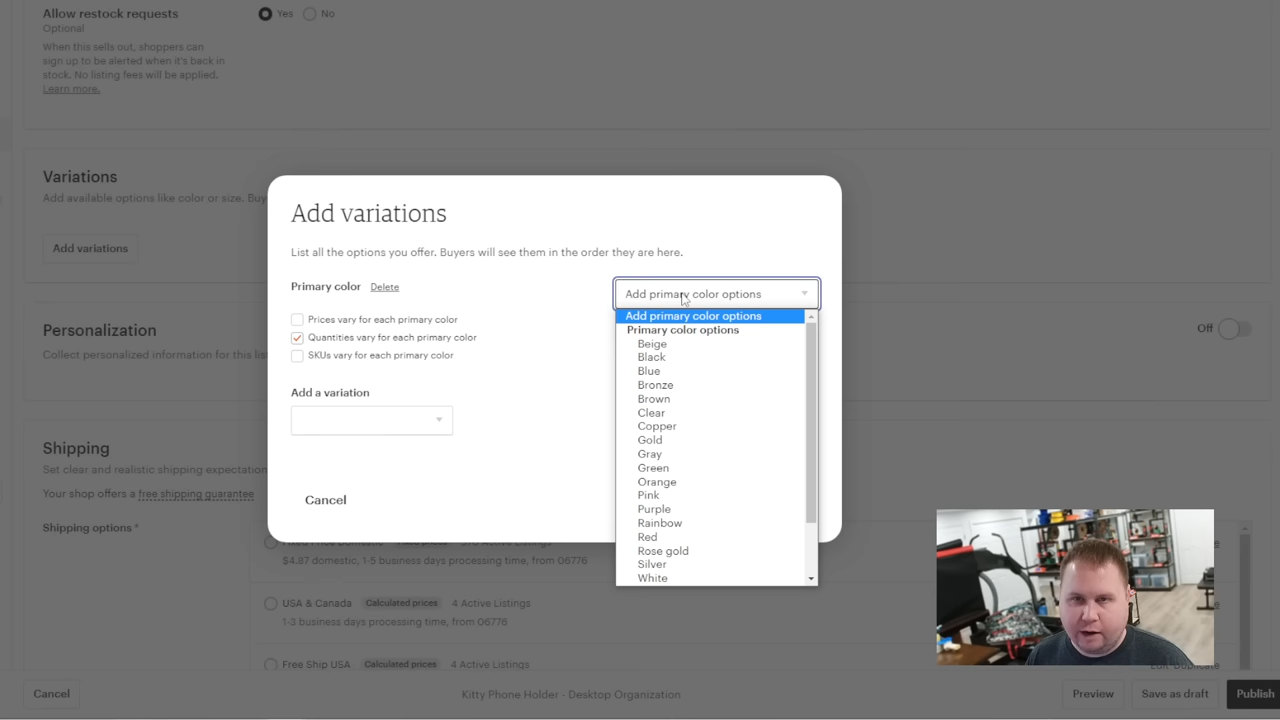 Allow restock requests
Yes
No
Optional
When this sells out, shoppers can
sign up to be alerted when it's back in
stock. No listing fees will be applied.
Learn more.
Variations
Add available options like color or size. Buy
Add variations
Personalization
Collect personalized information for this lis
Off
Shipping
Set clear and realistic shipping expectation
Your shop offers a free shipping guarantee
Shipping options *
Add variations
List all the options you offer. Buyers will see them in the order they are here.
Primary color
Delete
Prices vary for each primary color
Quantities vary for each primary color
SKUs vary for each primary color
Add a variation
Cancel
Add primary color options
Add primary color options
Primary color options
Beige
Black
Blue
Bronze
Brown
Clear
Copper
Gold
Gray
Green
Orange
Pink
Purple
Rainbow
Red
Rose gold
Silver
White
$4.87 domestic, 1-5 business days processing time, from 06776
USA & Canada
Calculated prices
4 Active Listings
1-3 business days processing time, from 06776
Free Ship USA
Calculated prices
4 Active Listings
Edit Duplicate
Cancel
Kitty Phone Holder - Desktop Organization
Preview
Save as draft
Publish